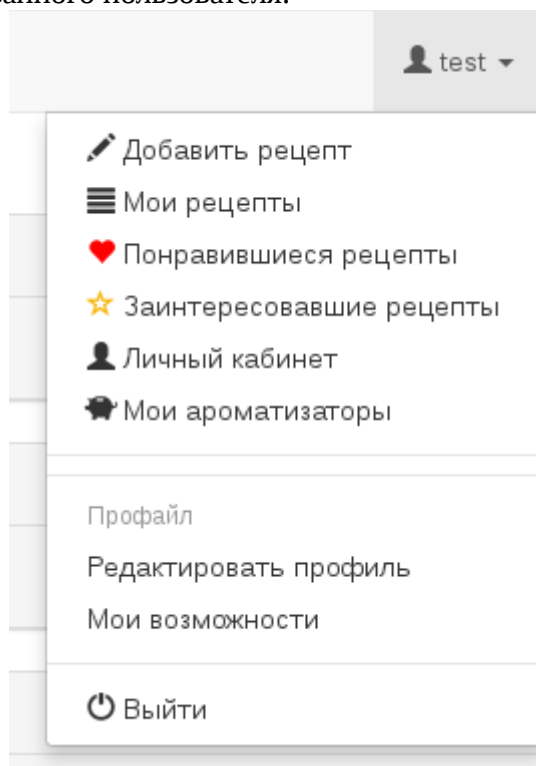 пользователя.
test
Добавить рецепт
Мои рецепты
Понравившиеся рецепты
Заинтересовавшие рецепты
Личный кабинет
Мои ароматизаторы
Профайл
Редактировать профиль
Мои возможности
Выйти